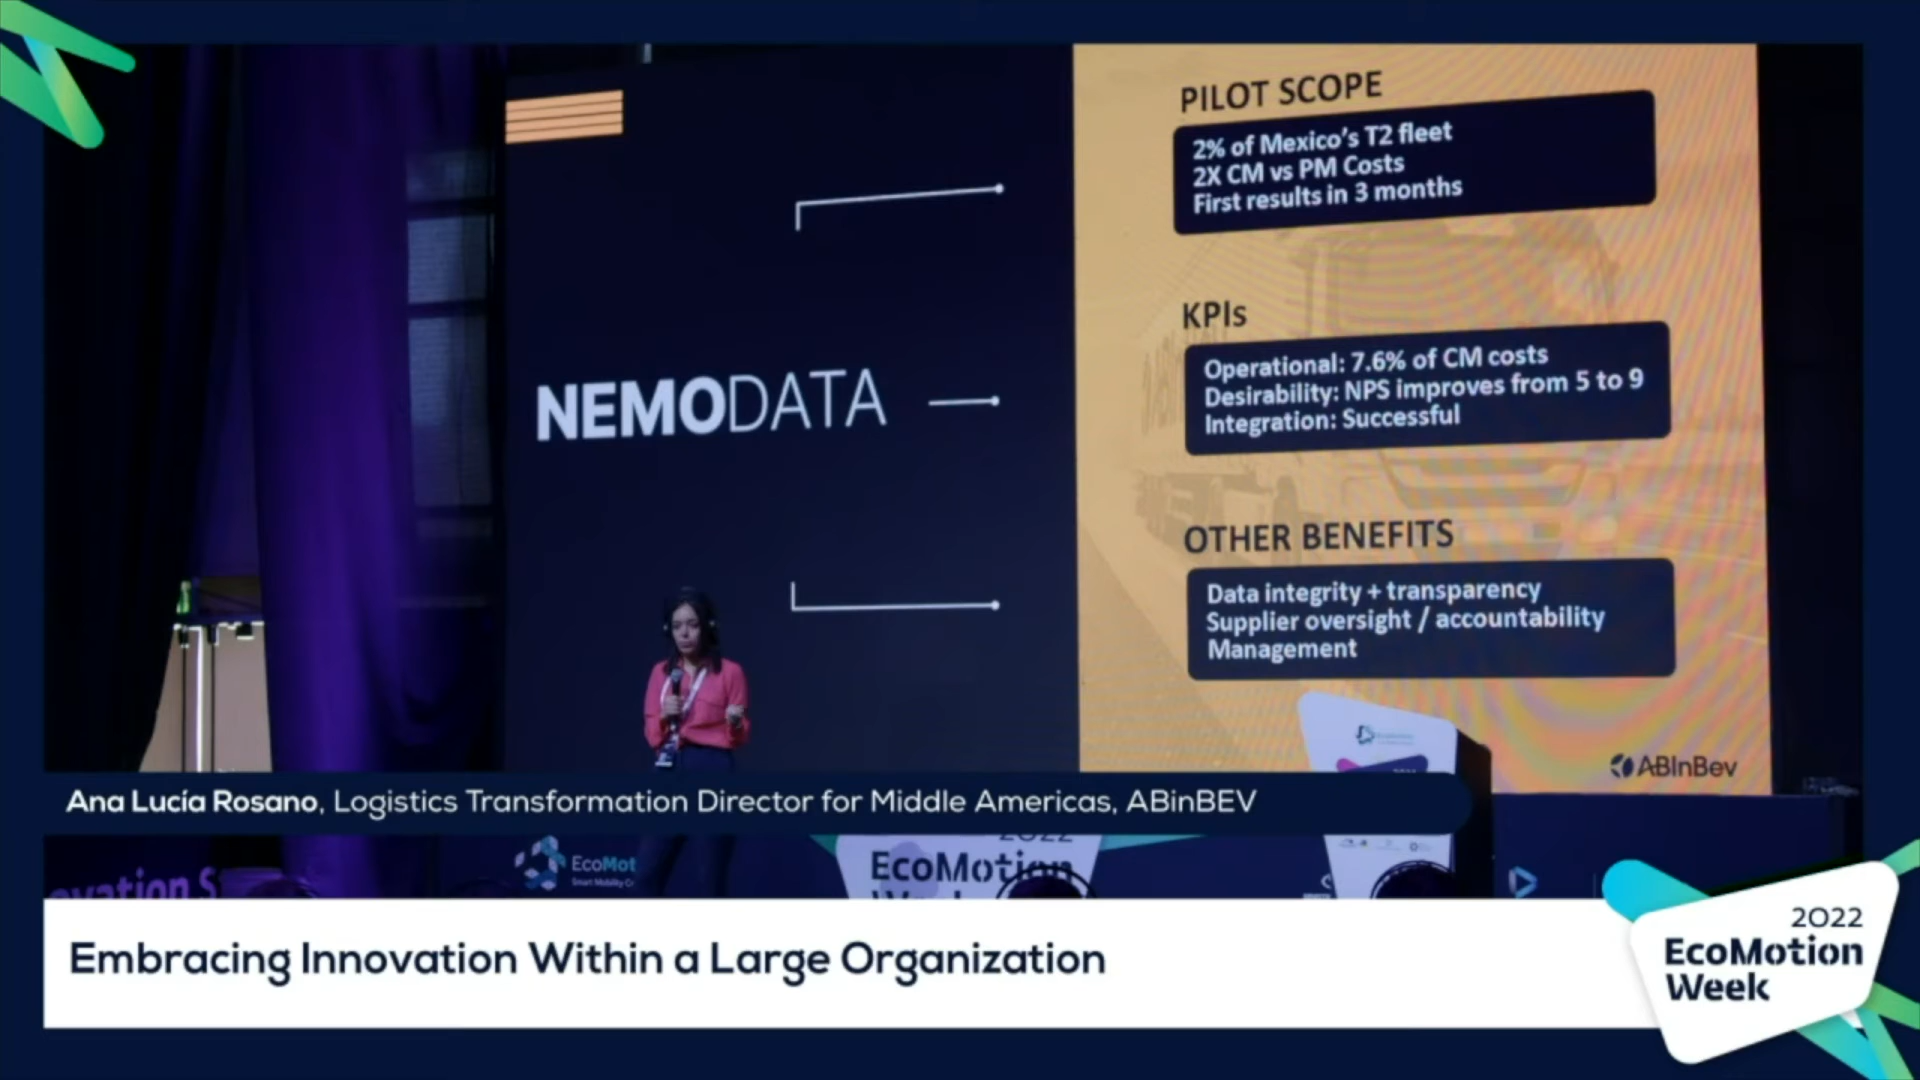 PILOT SCOPE
2% of Mexico's T2 fleet
2X CM vs PM Costs
First results in 3 months
KPIs
Operational: 7.6% of CM costs
Desirability: NPS improves from 5 to 9
Integration: Successful
NEMODATA
OTHER BENEFITS
Data integrity + transparency
Supplier oversight / accountability
Management
ABInBev
Ana Lucía Rosano, Logistics Transformation Director for Middle Americas, ABinBEV
2022
EcoMot
EcoMotion
Embracing Innovation Within a Large Organization
2022
EcoMotion
Week